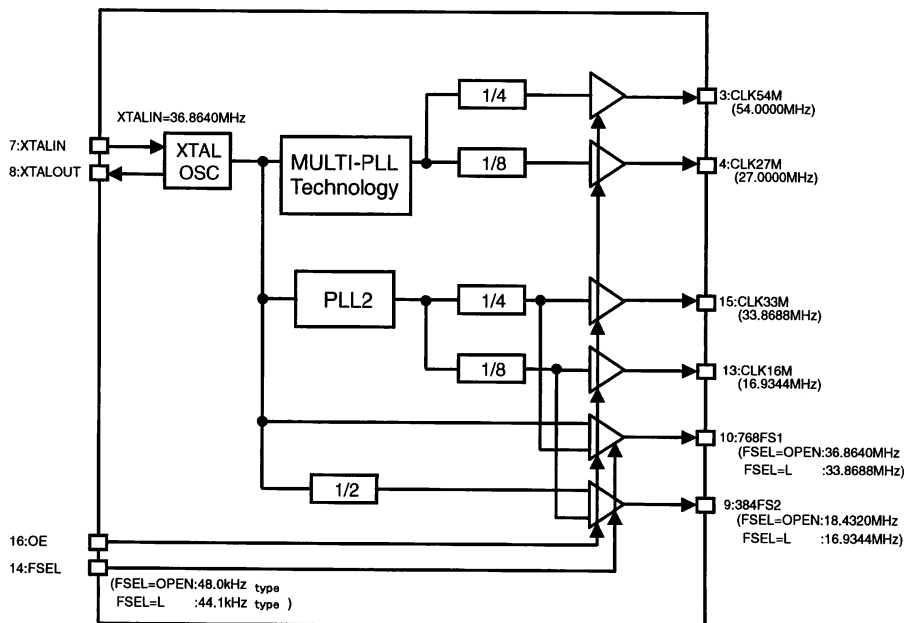 XTALIN=36.8640MHz
7:XTALIN
8:XTALOUT
XTAL
OSC
MULTI-PLL
Technology
1/4
1/8
3:CLK54M
(54.0000MHz)
4:CLK27M
(27.0000MHz)
PLL2
1/4
1/8
15:CLK33M
(33.8688MHz)
13:CLK16M
(16.9344MHz)
10:768FS1
(FSEL=OPEN:36.8640MHz
FSEL=L :33.8688MHz)
1/2
9:384FS2
(FSEL=OPEN:18.4320MHz
FSEL=L :16.9344MHz)
16:OE
14:FSEL
(FSEL=OPEN:48.0kHz type
FSEL=L :44.1kHz type )